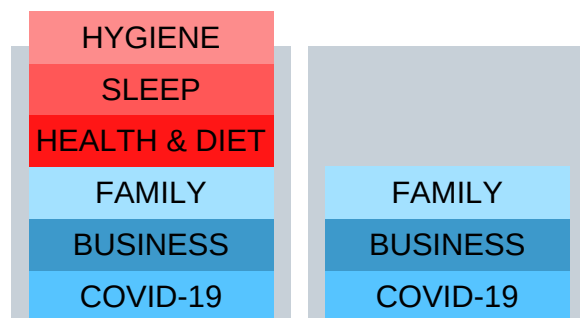 HYGIENE
SLEEP
HEALTH & DIET
FAMILY
BUSINESS
COVID-19
FAMILY
BUSINESS
COVID-19